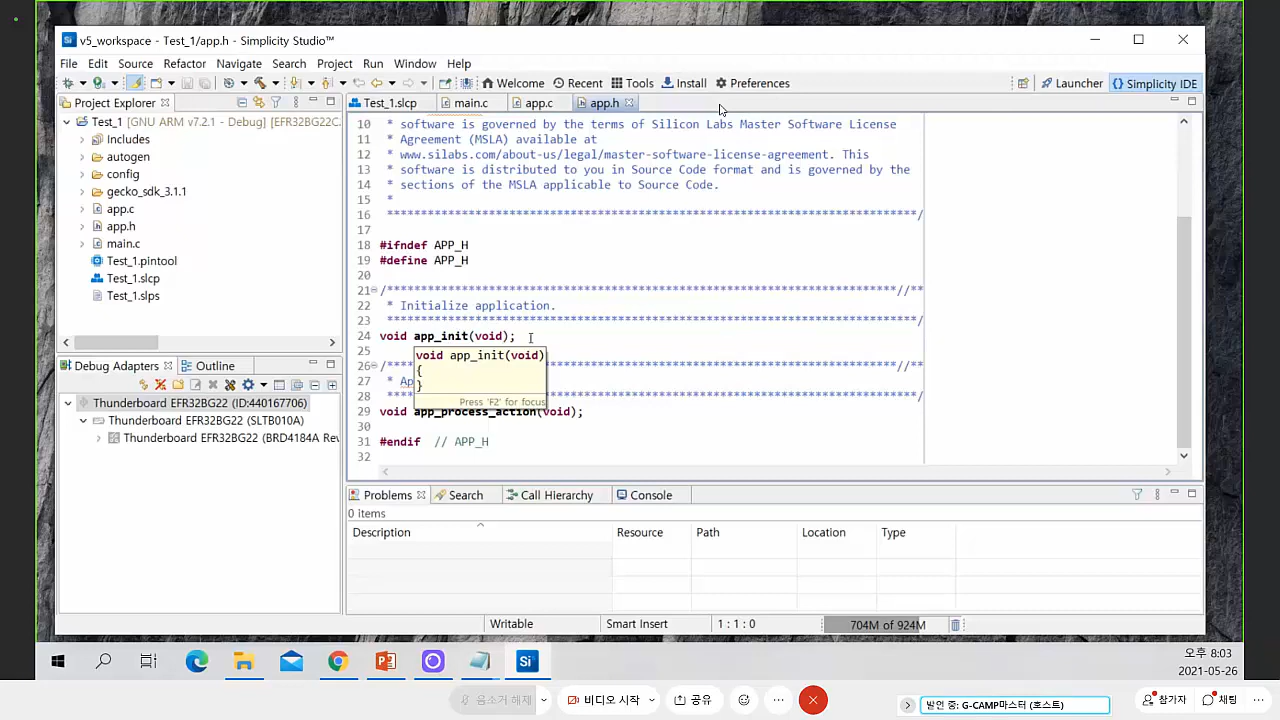 v5_workspace - Test_1/app.h - Simplicity Studio™
File Edit Source Refactor Navigate Search Project Run Window Help
Welcome Recent Tools Install Preferences Launcher Simplicity IDE
Project Explorer
Test_1 [GNU ARM v7.2.1 - Debug] [EFR32BG22C
Includes
autogen
config
gecko_sdk_3.1.1
app.c
app.h
main.c
Test_1.pintool
Test_1.slcp
Test_1.slps
Debug Adapters Outline
Thunderboard EFR32BG22 (ID:440167706)
Thunderboard EFR32BG22 (SLTB010A)
Thunderboard EFR32BG22 (BRD4184A Rev
Test_1.slcp main.c app.c app.h
10 * software is governed by the terms of Silicon Labs Master Software License
11 * Agreement (MSLA) available at
12 * www.silabs.com/about-us/legal/master-software-license-agreement. This
13 * software is distributed to you in Source Code format and is governed by the
14 * sections of the MSLA applicable to Source Code.
15 *
16 ******************************************************************************/
17
18 #ifndef APP_H
19 #define APP_H
20
21 /***************************************************************************//**
22 * Initialize application.
23 ******************************************************************************/
24 void app_init(void);
25
void app_init(void)
{
}
Press 'F2' for focus
26 /*** //**
27 * Ap
28 ******************************/
29 void app_process_action(void);
30
31 #endif // APP_H
32
Problems Search Call Hierarchy Console
0 items
Description Resource Path Location Type
Writable Smart Insert 1 : 1 : 0 704M of 924M
오후 8:03
2021-05-26
음소거 해제 비디오 시작 공유 발언 중: G-CAMP마스터 (호스트) 참가자 채팅